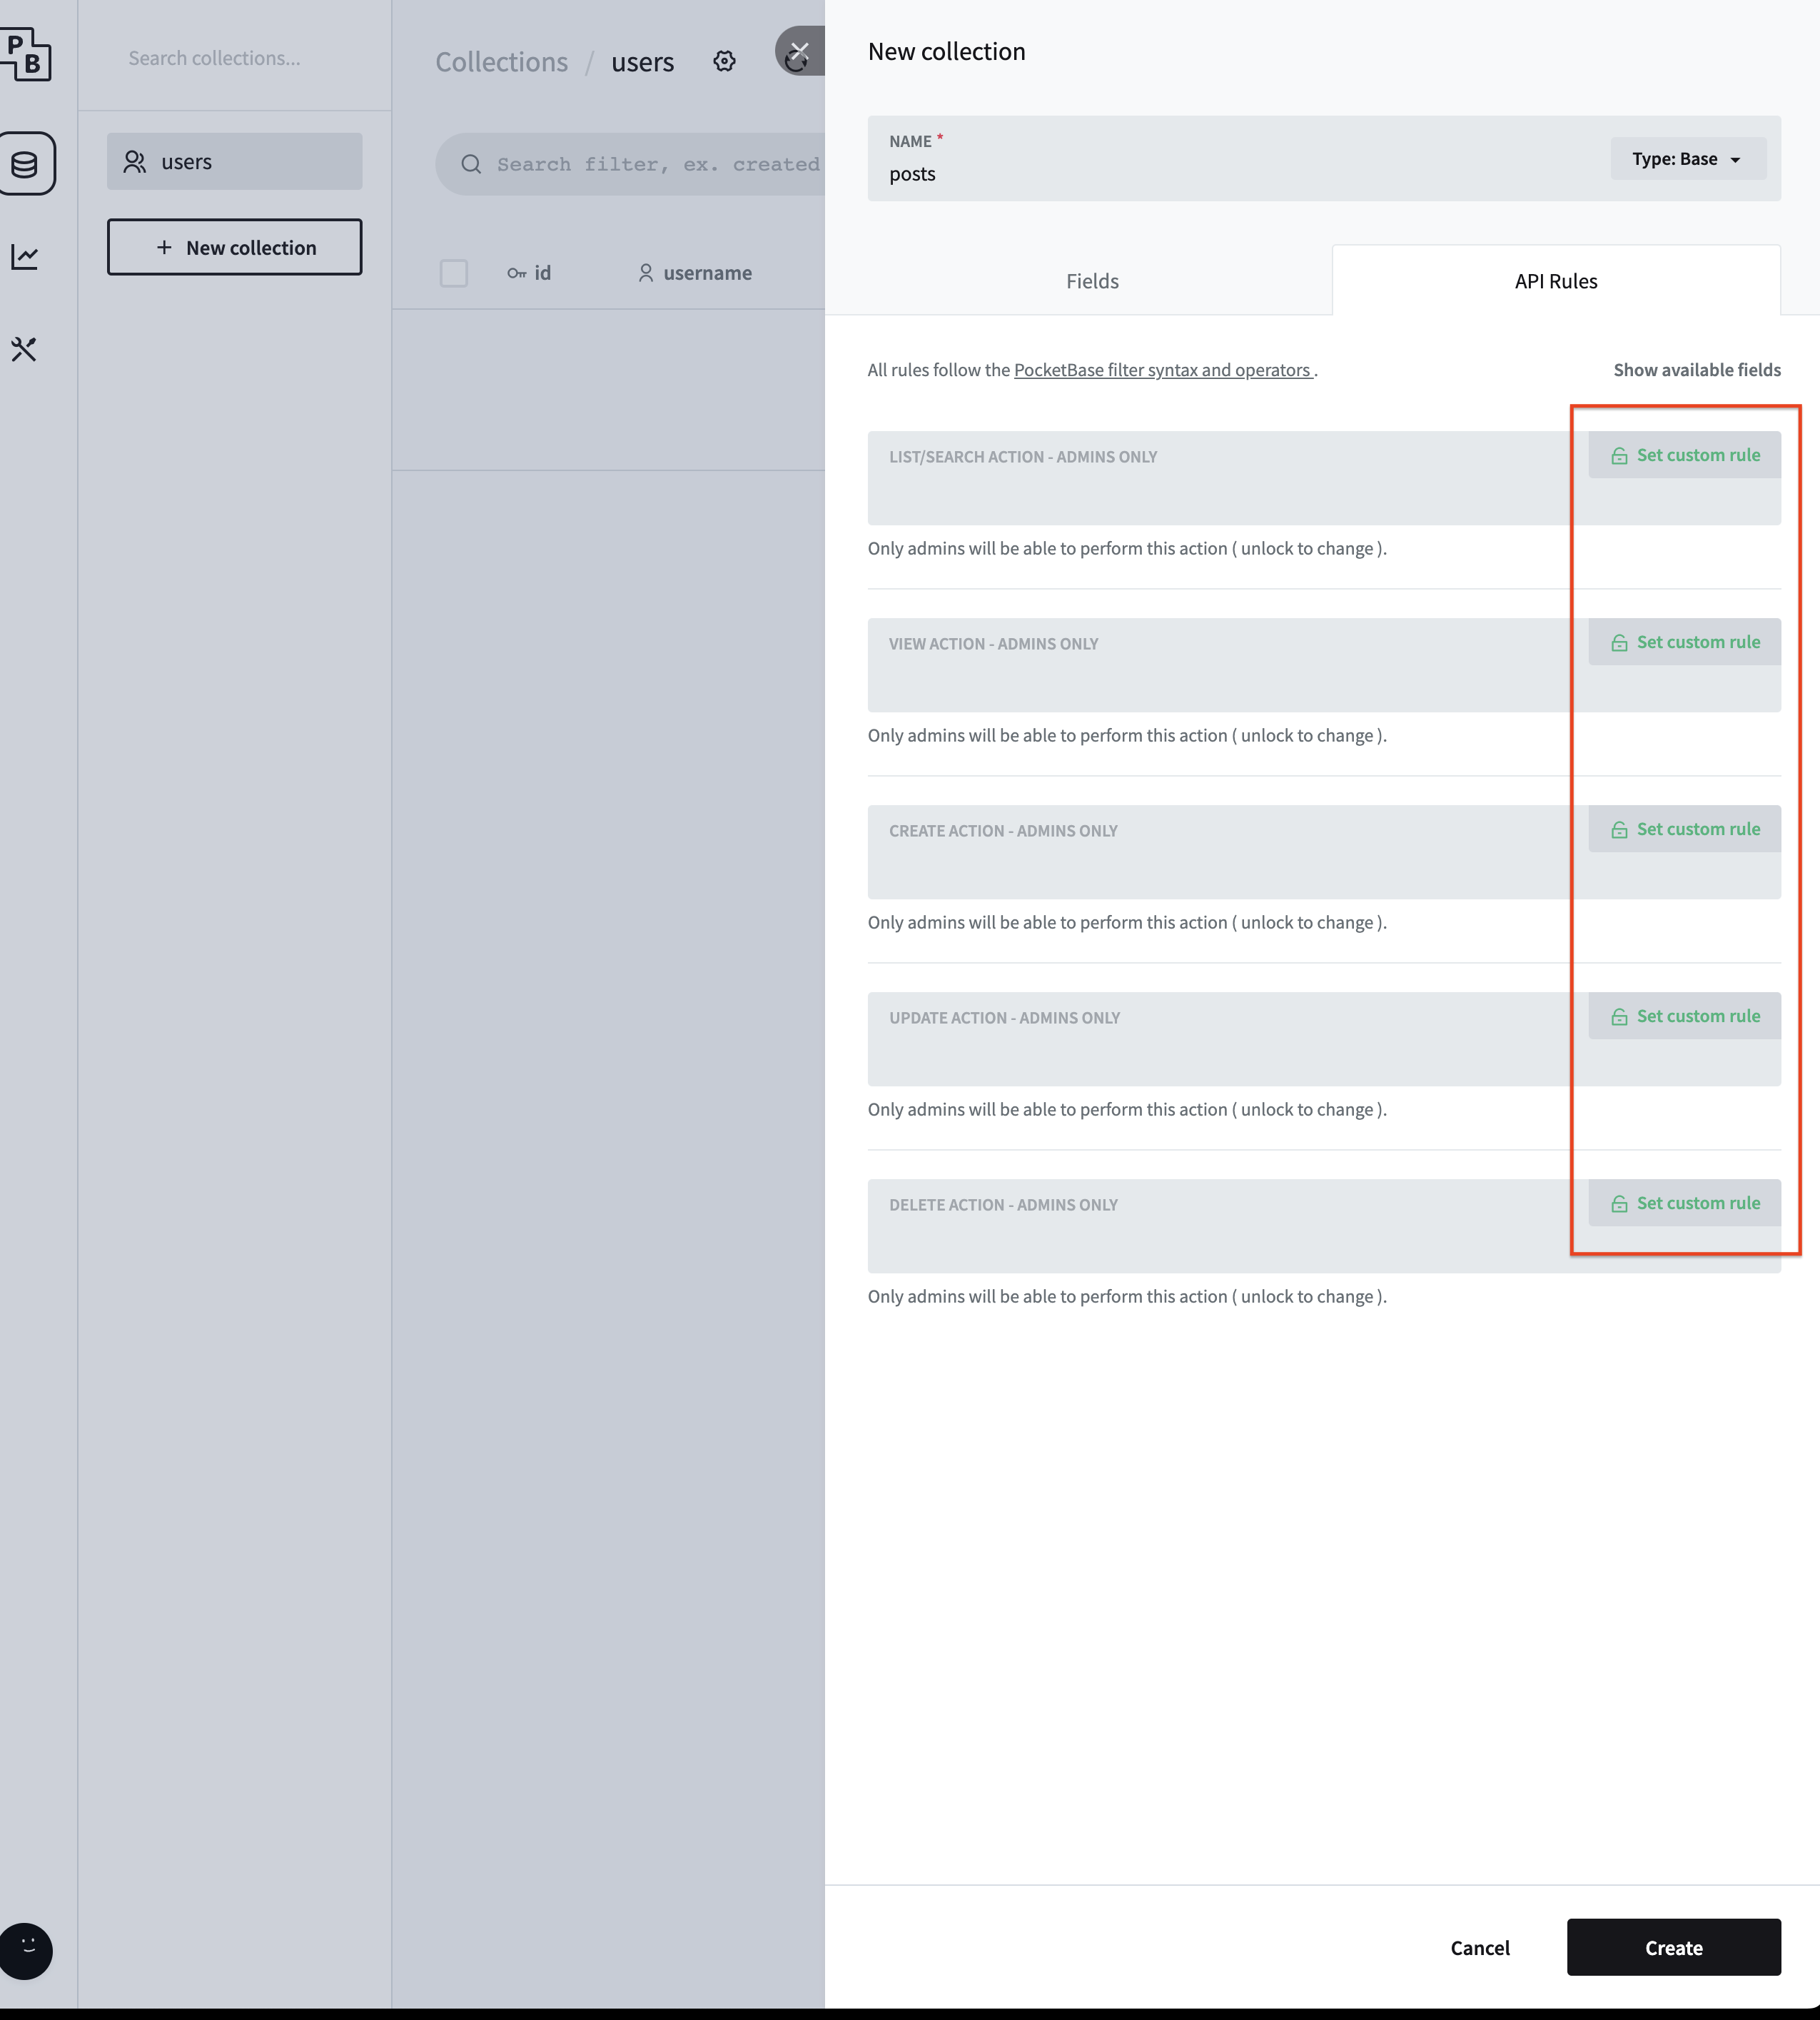 P
B
Search collections...
users
+ New collection
Collections / users
Search filter, ex. created
id
username
New collection
NAME *
posts
Type: Base
Fields
API Rules
All rules follow the PocketBase filter syntax and operators .
Show available fields
LIST/SEARCH ACTION - ADMINS ONLY
Set custom rule
Only admins will be able to perform this action ( unlock to change ).
VIEW ACTION - ADMINS ONLY
Set custom rule
Only admins will be able to perform this action ( unlock to change ).
CREATE ACTION - ADMINS ONLY
Set custom rule
Only admins will be able to perform this action ( unlock to change ).
UPDATE ACTION - ADMINS ONLY
Set custom rule
Only admins will be able to perform this action ( unlock to change ).
DELETE ACTION - ADMINS ONLY
Set custom rule
Only admins will be able to perform this action ( unlock to change ).
Cancel
Create